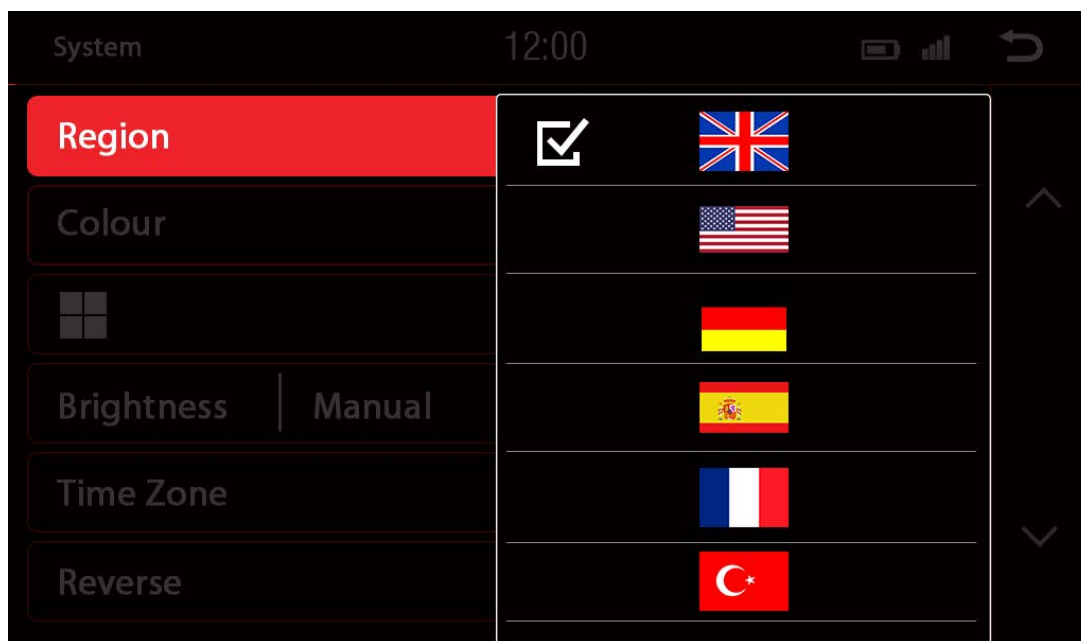 System
12:00
Region
Colour
Brightness
Manual
Time Zone
Reverse